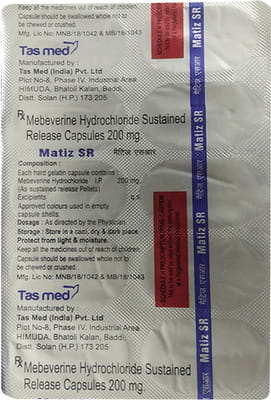 Keep all medicines out of reach of children.
Capsule should be swallowed whole not to
be chewed or crushed.
Mfg. Lic No: MNB/18/1042 & MB/18/1043
Tas med
Manufactured by :
Tas Med (India) Pvt. Ltd
Plot No-8, Phase IV, Industrial Area
HIMUDA, Bhatoli Kalan, Baddi,
Distt. Solan (H.P) 173 205
Rx Mebeverine Hydrochloride Sustained
Release Capsules 200 mg.
Matiz SR मैटिज़ एसआर
Composition :
Each hard gelatin capsule contains:
Mebeverine Hydrochloride I.P 200 mg.
(As sustained release Pellets)
Excipients q.s.
Approved colours used in empty
capsule shells.
Dosage : As directed by the Physician
Storage : Store in a cool, dry & dark place.
Protect from light & moisture.
Keep all the medicines out of reach of children
Capsule should be swallowed whole not to
be chewed or crushed.
Mfg. Lic No: MNB/18/1042 & MB/18/1043
Tas med
Manufactured by :
Tas Med (India) Pvt. Ltd
Plot No-8, Phase IV, Industrial Area
HIMUDA, Bhatoli Kalan, Baddi,
Distt. Solan (H.P) 173 205
Rx Mebeverine Hydrochloride Sustained
Release Capsules 200 mg.
Matiz SR
मैटिज़ एसआर
Matiz SR
मैटिज़ एसआर
Matiz SR
एसआर